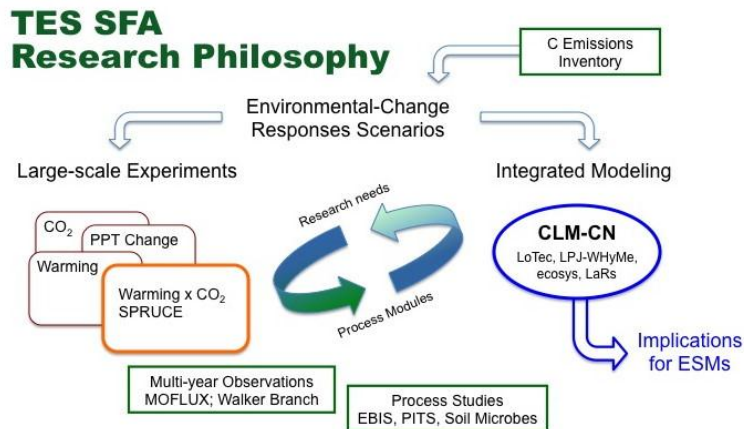 TES SFA
Research Philosophy
C Emissions
Inventory
Environmental-Change
Responses Scenarios
Large-scale Experiments
Integrated Modeling
CO₂
PPT Change
Warming
Warming x CO₂
SPRUCE
Research needs
Process Modules
CLM-CN
LoTec, LPJ-WHyMe,
ecosys, LaRs
Implications
for ESMs
Multi-year Observations
MOFLUX; Walker Branch
Process Studies
EBIS, PITS, Soil Microbes